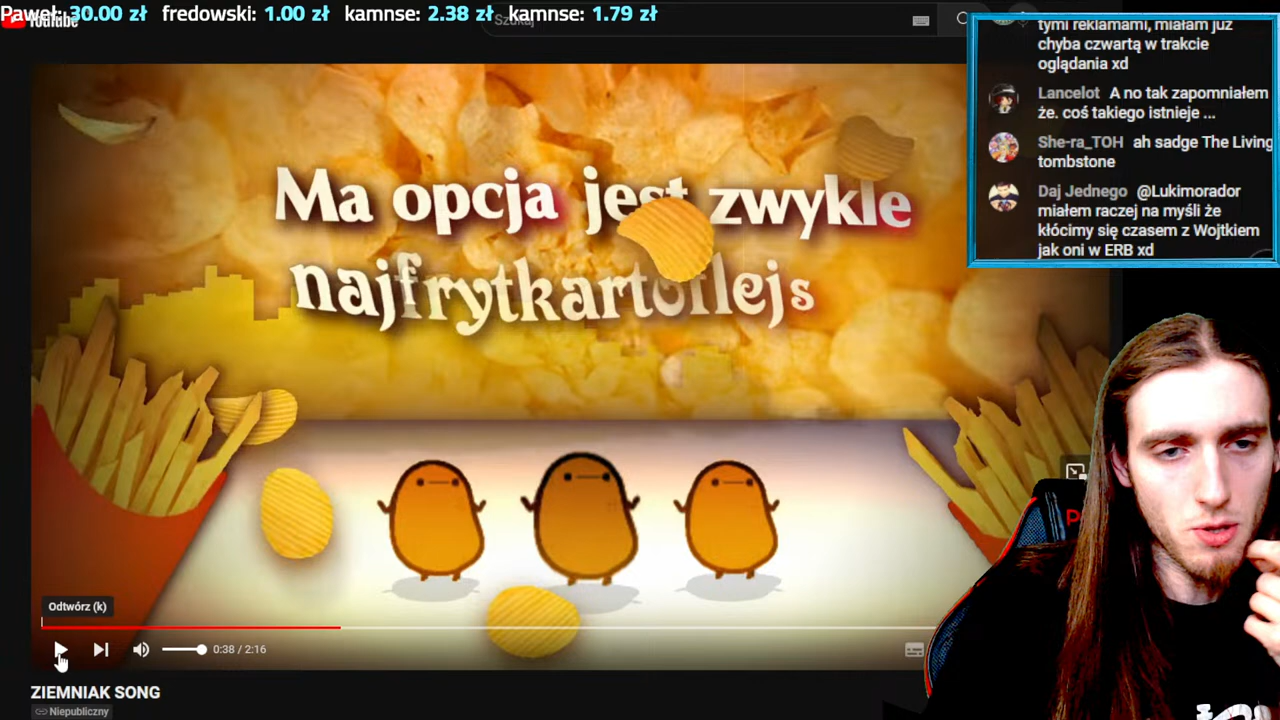 Paweł: 30.00 zł fredowski: 1.00 zł kamnse: 2.38 zł kamnse: 1.79 zł
YouTube
Szukaj
tymi reklamami, miałam już
chyba czwartą w trakcie
oglądania xd
Lancelot A no tak zapomniałem
że. coś takiego istnieje ...
She-ra_TOH ah sadge The Living
tombstone
Daj Jednego @Lukimorador
miałem raczej na myśli że
kłócimy się czasem z Wojtkiem
jak oni w ERB xd
Ma opcja jest zwykle
najfrytkartoflejs
Odtwórz (k)
0:38 / 2:16
ZIEMNIAK SONG
Niepubliczny